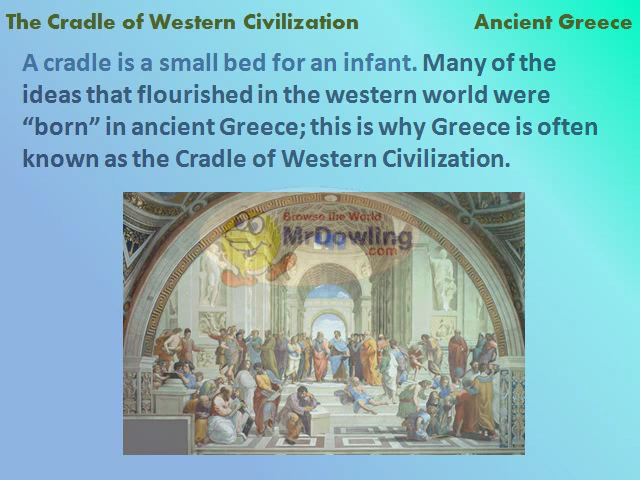 The Cradle of Western Civilization Ancient Greece
A cradle is a small bed for an infant. Many of the
ideas that flourished in the western world were
“born” in ancient Greece; this is why Greece is often
known as the Cradle of Western Civilization.
Browse the World
MrDowling
.com